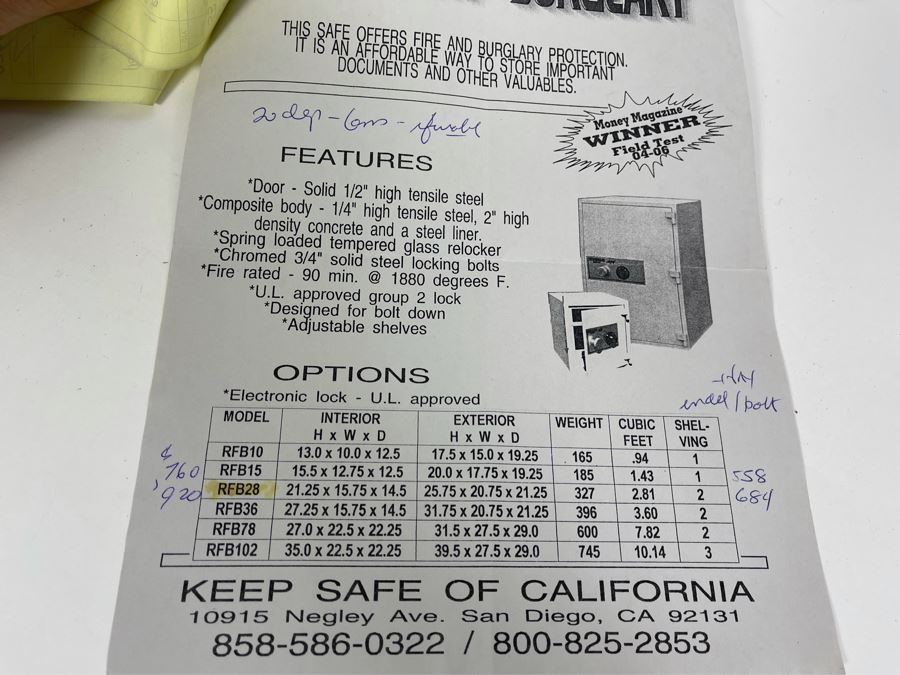 BURGLARY
THIS SAFE OFFERS FIRE AND BURGLARY PROTECTION.
IT IS AN AFFORDABLE WAY TO STORE IMPORTANT
DOCUMENTS AND OTHER VALUABLES.
Money Magazine
WINNER
Field Test
04-06
FEATURES
*Door - Solid 1/2" high tensile steel
*Composite body - 1/4" high tensile steel, 2" high
density concrete and a steel liner.
*Spring loaded tempered glass relocker
*Chromed 3/4" solid steel locking bolts
*Fire rated - 90 min. @ 1880 degrees F.
*U.L. approved group 2 lock
*Designed for bolt down
*Adjustable shelves
OPTIONS
*Electronic lock - U.L. approved
MODEL INTERIOR EXTERIOR WEIGHT CUBIC SHEL-
H x W x D H x W x D FEET VING
RFB10 13.0 x 10.0 x 12.5 17.5 x 15.0 x 19.25 165 .94 1
760 RFB15 15.5 x 12.75 x 12.5 20.0 x 17.75 x 19.25 185 1.43 1 558
920 RFB28 21.25 x 15.75 x 14.5 25.75 x 20.75 x 21.25 327 2.81 2 684
RFB36 27.25 x 15.75 x 14.5 31.75 x 20.75 x 21.25 396 3.60 2
RFB78 27.0 x 22.5 x 22.25 31.5 x 27.5 x 29.0 600 7.82 2
RFB102 35.0 x 22.5 x 22.25 39.5 x 27.5 x 29.0 745 10.14 3
KEEP SAFE OF CALIFORNIA
10915 Negley Ave. San Diego, CA 92131
858-586-0322 / 800-825-2853